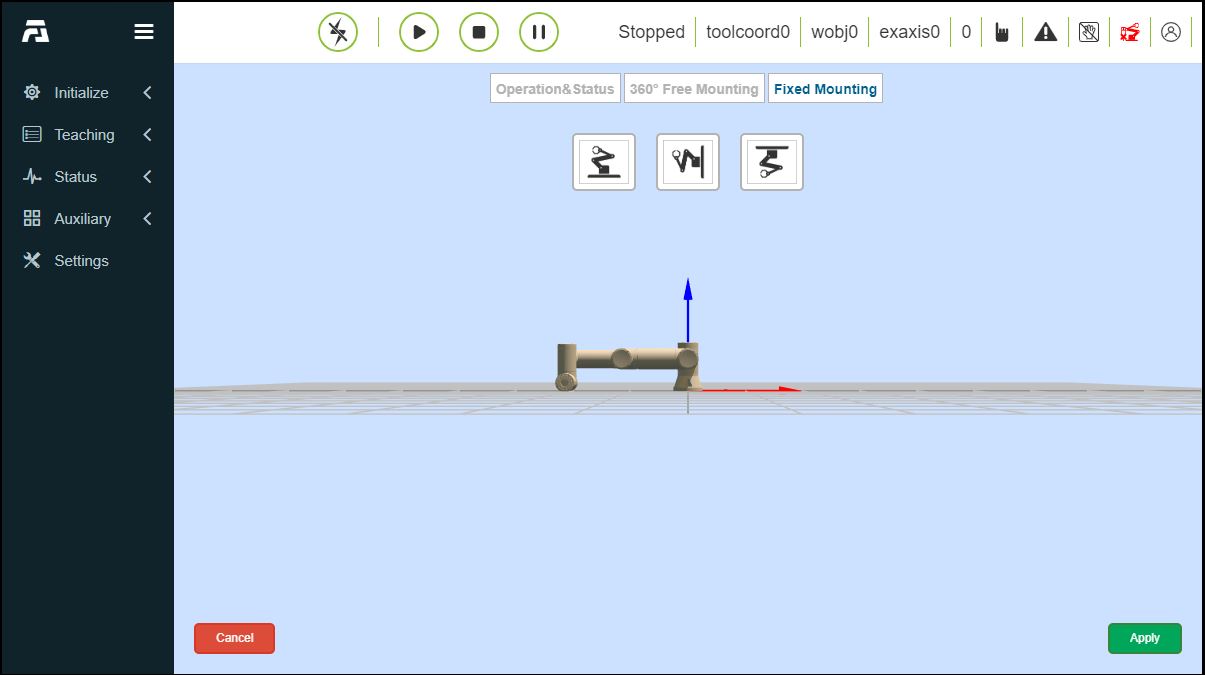 Stopped
toolcoord0
wobj0
exaxis0
0
Initialize
Teaching
Status
Auxiliary
Settings
Operation&Status
360° Free Mounting
Fixed Mounting
Cancel
Apply